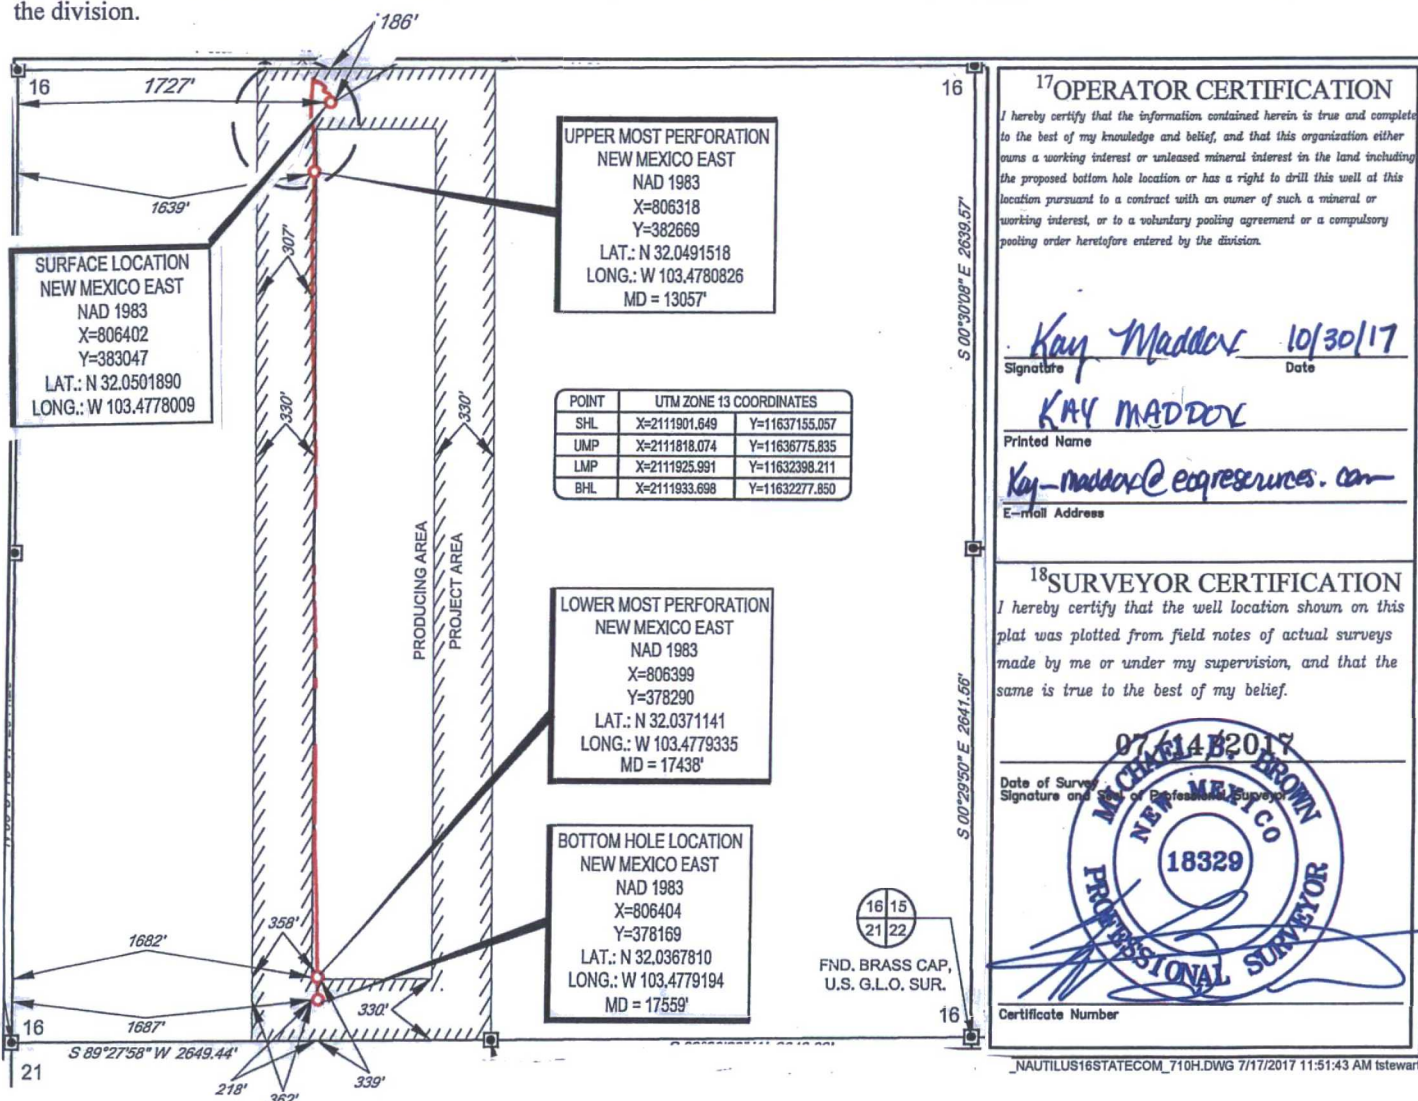 the division.
186'
16
1727'
16
1639'
307'
SURFACE LOCATION
NEW MEXICO EAST
NAD 1983
X=806402
Y=383047
LAT.: N 32.0501890
LONG.: W 103.4778009
UPPER MOST PERFORATION
NEW MEXICO EAST
NAD 1983
X=806318
Y=382669
LAT.: N 32.0491518
LONG.: W 103.4780826
MD = 13057'
S 00°30'08" E 2639.57'
330'
330'
POINT UTM ZONE 13 COORDINATES
SHL X=2111901.649 Y=11637155.057
UMP X=2111818.074 Y=11636775.835
LMP X=2111925.991 Y=11632398.211
BHL X=2111933.698 Y=11632277.850
PRODUCING AREA
PROJECT AREA
LOWER MOST PERFORATION
NEW MEXICO EAST
NAD 1983
X=806399
Y=378290
LAT.: N 32.0371141
LONG.: W 103.4779335
MD = 17438'
S 00°29'50" E 2641.56'
BOTTOM HOLE LOCATION
NEW MEXICO EAST
NAD 1983
X=806404
Y=378169
LAT.: N 32.0367810
LONG.: W 103.4779194
MD = 17559'
358'
1682'
1687'
330'
16
S 89°27'58" W 2649.44'
21
218'
362'
339'
16 15
21 22
FND. BRASS CAP,
U.S. G.L.O. SUR.
16
17 OPERATOR CERTIFICATION
I hereby certify that the information contained herein is true and complete
to the best of my knowledge and belief, and that this organization either
owns a working interest or unleased mineral interest in the land including
the proposed bottom hole location or has a right to drill this well at this
location pursuant to a contract with an owner of such a mineral or
working interest, or to a voluntary pooling agreement or a compulsory
pooling order heretofore entered by the division.
Kay Maddox 10/30/17
Signature Date
KAY MADDOX
Printed Name
Kay-maddox@eogresources.com
E-mail Address
18 SURVEYOR CERTIFICATION
I hereby certify that the well location shown on this
plat was plotted from field notes of actual surveys
made by me or under my supervision, and that the
same is true to the best of my belief.
07/14/2017
Date of Survey
Signature and Seal of Professional Surveyor:
MICHAEL B. BROWN
NEW MEXICO
18329
PROFESSIONAL SURVEYOR
Certificate Number
_NAUTILUS16STATECOM_710H.DWG 7/17/2017 11:51:43 AM tstewart